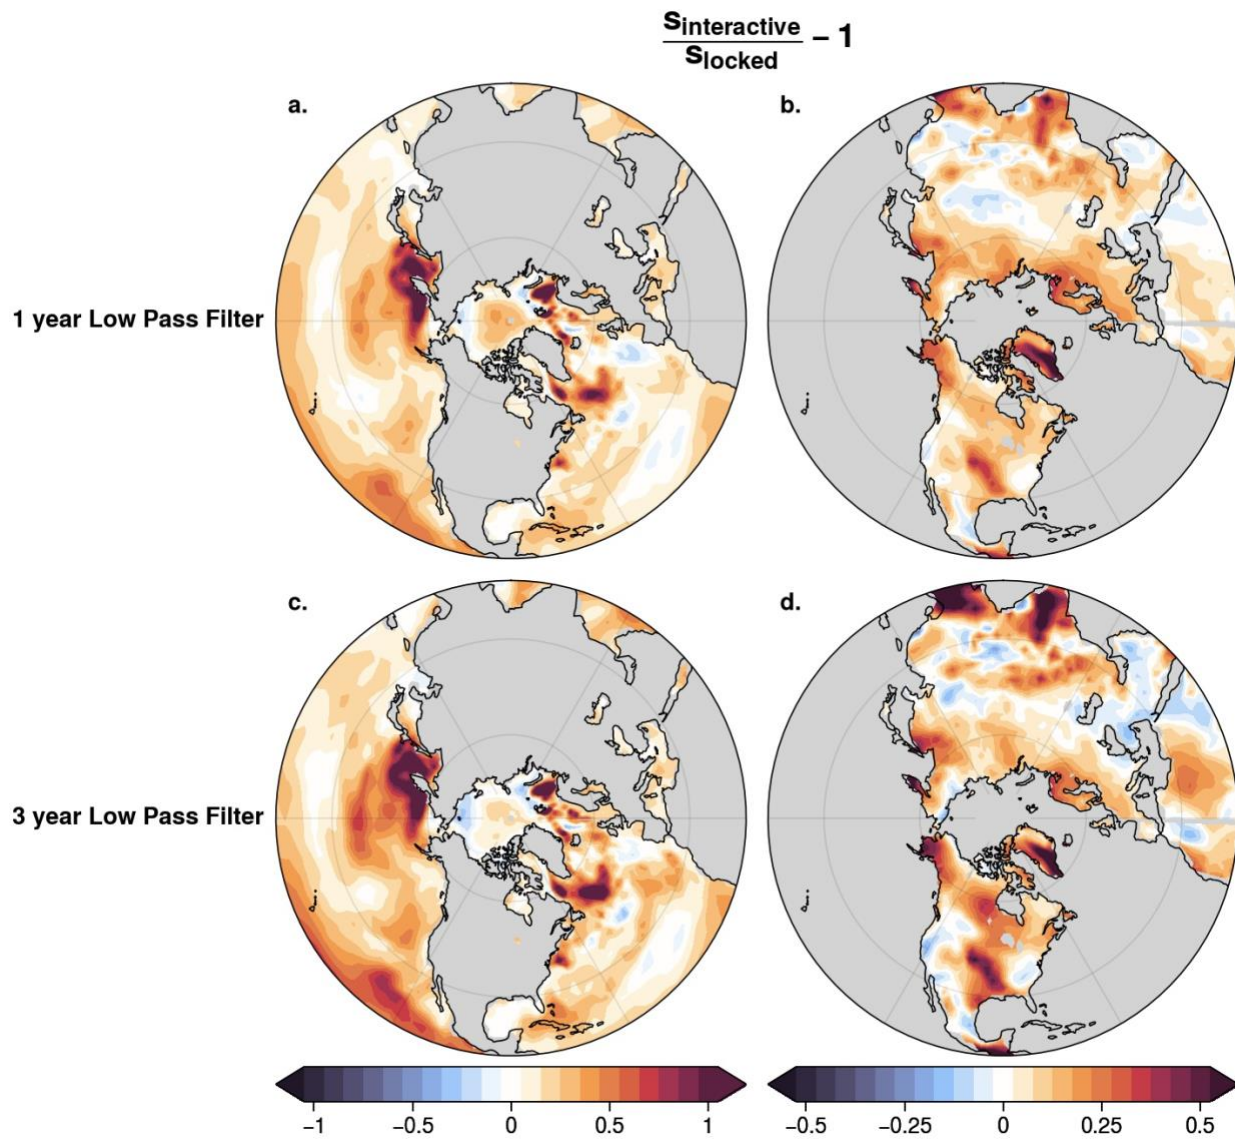 s_interactive / s_locked − 1
a.
b.
1 year Low Pass Filter
c.
d.
3 year Low Pass Filter
−1 −0.5 0 0.5 1
−0.5 −0.25 0 0.25 0.5